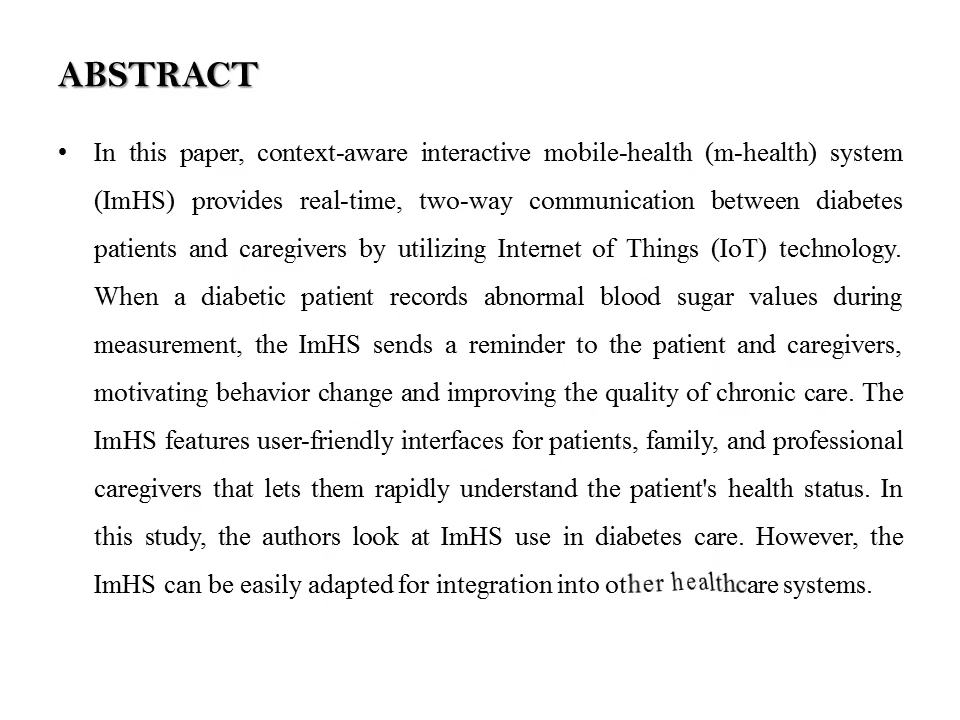 ABSTRACT
• In this paper, context-aware interactive mobile-health (m-health) system
(ImHS) provides real-time, two-way communication between diabetes
patients and caregivers by utilizing Internet of Things (IoT) technology.
When a diabetic patient records abnormal blood sugar values during
measurement, the ImHS sends a reminder to the patient and caregivers,
motivating behavior change and improving the quality of chronic care. The
ImHS features user-friendly interfaces for patients, family, and professional
caregivers that lets them rapidly understand the patient's health status. In
this study, the authors look at ImHS use in diabetes care. However, the
ImHS can be easily adapted for integration into other healthcare systems.